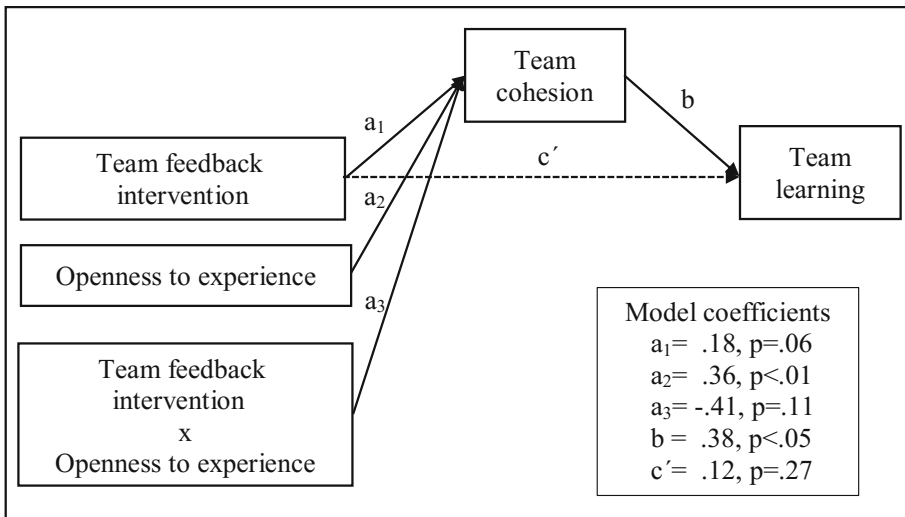 Team
cohesion
a₁
b
Team feedback
intervention
c´
Team
learning
a₂
Openness to experience
a₃
Team feedback
intervention
x
Openness to experience
Model coefficients
a₁= .18, p=.06
a₂= .36, p<.01
a₃= -.41, p=.11
b = .38, p<.05
c´= .12, p=.27